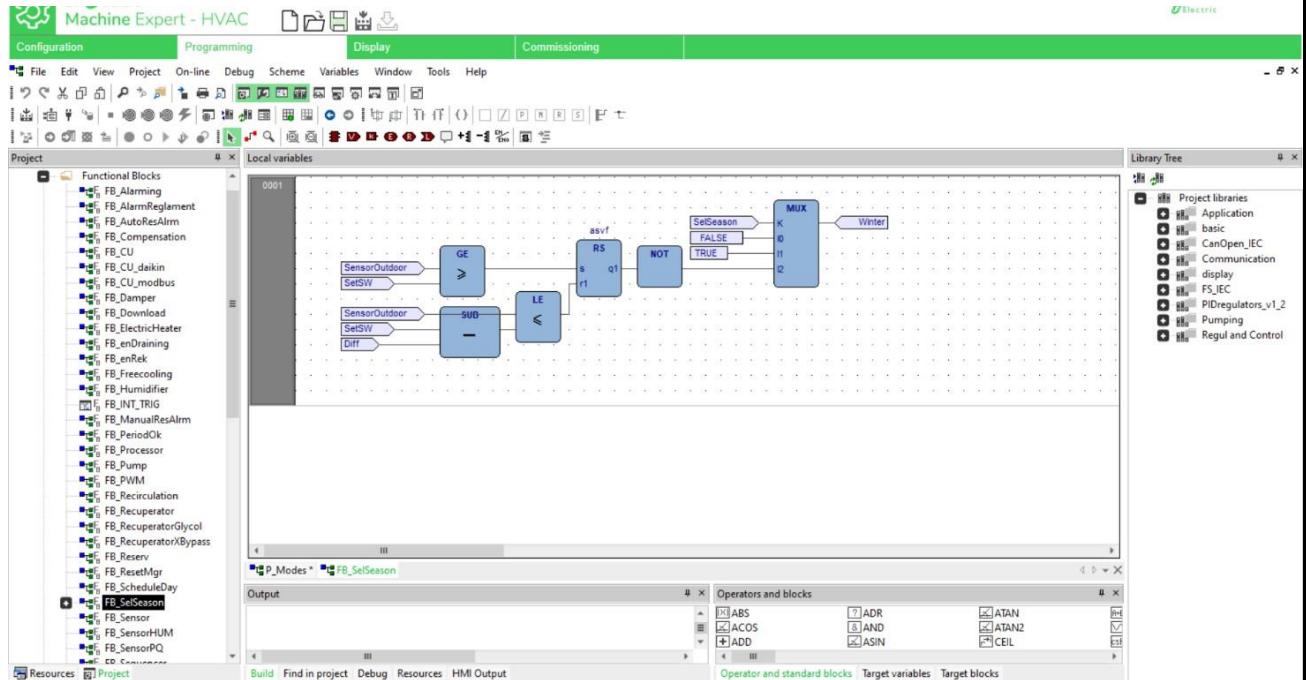 Machine Expert - HVAC
Electric
Configuration Programming Display Commissioning
File Edit View Project On-line Debug Scheme Variables Window Tools Help
Project
Functional Blocks
FB_Alarming
FB_AlarmReglament
FB_AutoResAlrm
FB_Compensation
FB_CU
FB_CU_daikin
FB_CU_modbus
FB_Damper
FB_Download
FB_ElectricHeater
FB_enDraining
FB_enRek
FB_Freecooling
FB_Humidifier
FB_INT_TRIG
FB_ManualResAlrm
FB_PeriodOk
FB_Processor
FB_Pump
FB_PWM
FB_Recirculation
FB_Recuperator
FB_RecuperatorGlycol
FB_RecuperatorXBypass
FB_Reserv
FB_ResetMgr
FB_ScheduleDay
FB_SelSeason
FB_Sensor
FB_SensorHUM
FB_SensorPQ
FB_Sequencer
Resources Project
Local variables
0001
MUX
SelSeason K Winter
FALSE I0
TRUE I1
I2
asvf
RS
s q1
r1
NOT
GE
SensorOutdoor ≥
SetSW
LE
≤
SensorOutdoor SUB
SetSW
Diff −
P_Modes * FB_SelSeason
Output
Build Find in project Debug Resources HMI Output
Operators and blocks
ABS ADR ATAN
ACOS AND ATAN2
ADD ASIN CEIL
Operator and standard blocks Target variables Target blocks
Library Tree
Project libraries
Application
basic
CanOpen_IEC
Communication
display
FS_IEC
PIDregulators_v1_2
Pumping
Regul and Control